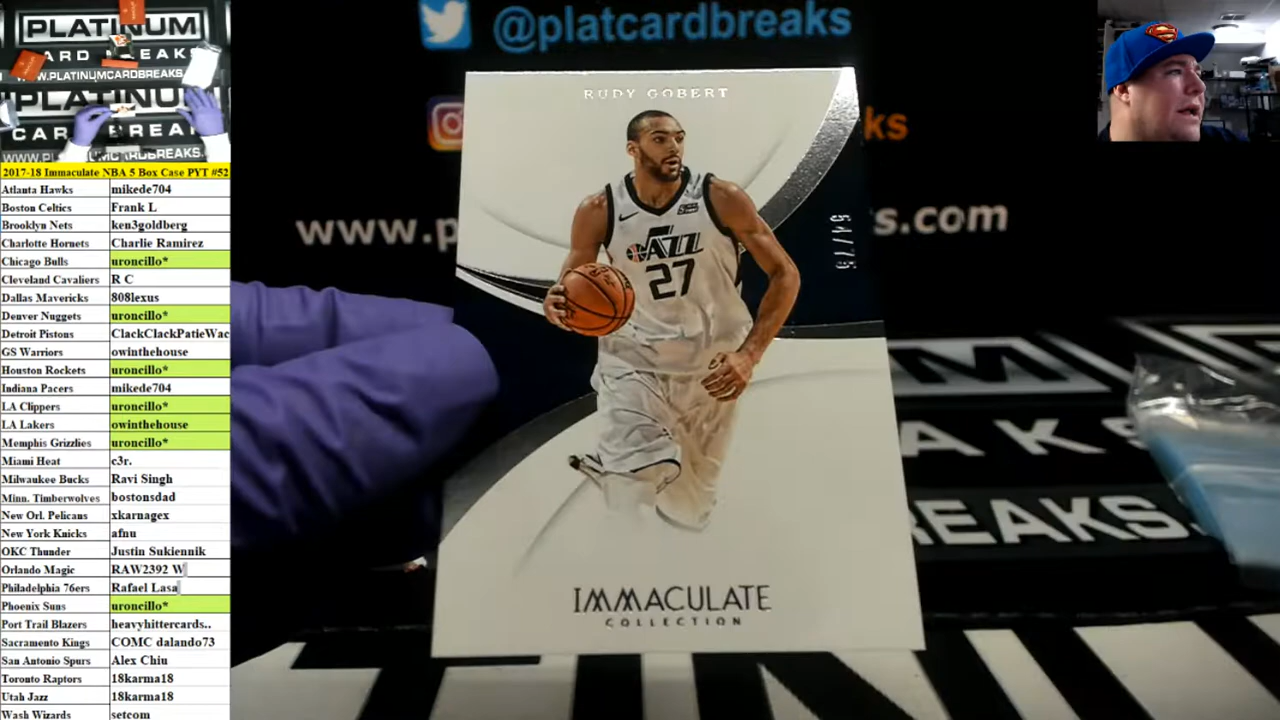 PLATINUM
CARD BREAKS
WWW.PLATINUMCARDBREAKS.
PLATINUM
CARD BREAK
WWW.PLATINUMCARDBREAKS.
2017-18 Immaculate NBA 5 Box Case PYT #52
Atlanta Hawks mikede704
Boston Celtics Frank L
Brooklyn Nets ken3goldberg
Charlotte Hornets Charlie Ramirez
Chicago Bulls uroncillo*
Cleveland Cavaliers R C
Dallas Mavericks 808lexus
Denver Nuggets uroncillo*
Detroit Pistons ClackClackPatieWac
GS Warriors owinthehouse
Houston Rockets uroncillo*
Indiana Pacers mikede704
LA Clippers uroncillo*
LA Lakers owinthehouse
Memphis Grizzlies uroncillo*
Miami Heat c3r.
Milwaukee Bucks Ravi Singh
Minn. Timberwolves bostonsdad
New Orl. Pelicans xkarnagex
New York Knicks afnu
OKC Thunder Justin Sukiennik
Orlando Magic RAW2392 W
Philadelphia 76ers Rafael Lasa
Phoenix Suns uroncillo*
Port Trail Blazers heavyhittercards..
Sacramento Kings COMC dalando73
San Antonio Spurs Alex Chiu
Toronto Raptors 18karma18
Utah Jazz 18karma18
Wash Wizards setcom
@platcardbreaks
ks
www.p
s.com
RUDY GOBERT
JAZZ
27
IMMACULATE
COLLECTION
M
EAK
BREAKS.